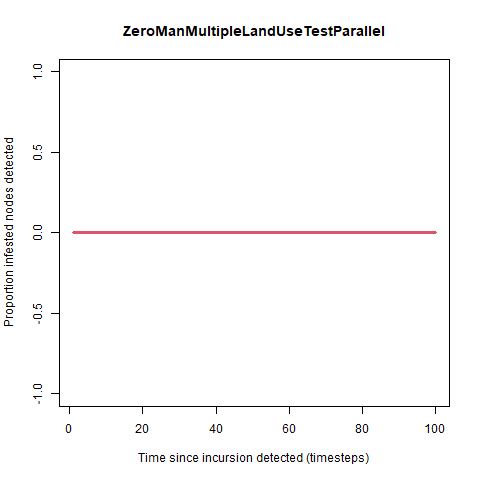 ZeroManMultipleLandUseTestParallel
Proportion infested nodes detected
1.0
0.5
0.0
-0.5
-1.0
0 20 40 60 80 100
Time since incursion detected (timesteps)